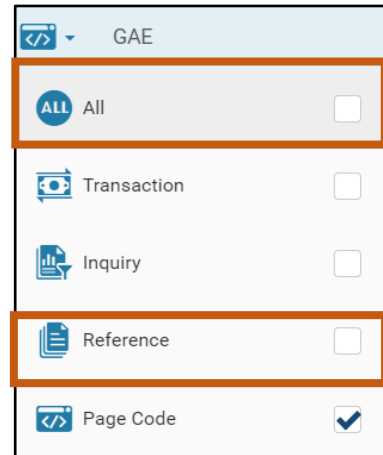 </> GAE
ALL All
Transaction
Inquiry
Reference
</> Page Code